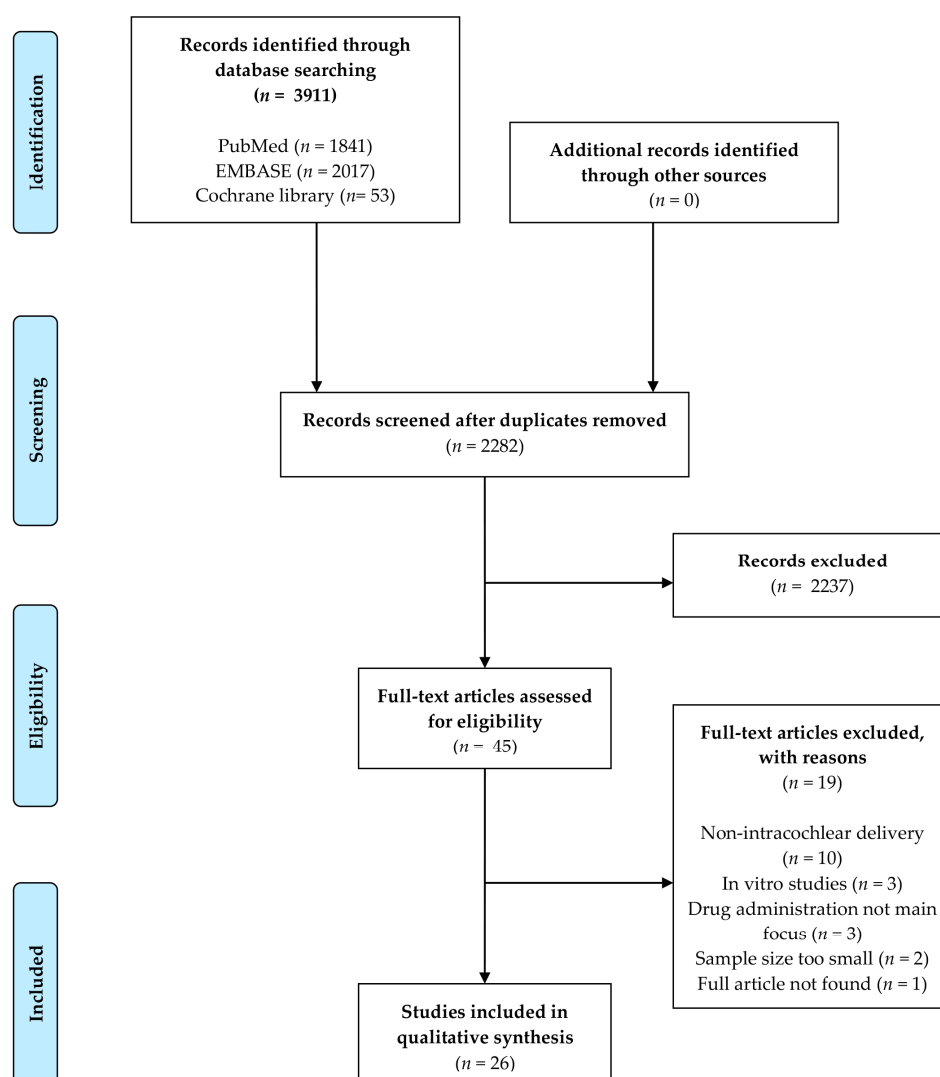 Identification
Records identified through
database searching
(n =  3911)
PubMed (n = 1841)
EMBASE (n = 2017)
Cochrane library (n= 53)
Additional records identified
through other sources
(n = 0)
Screening
Records screened after duplicates removed
(n = 2282)
Records excluded
(n =  2237)
Eligibility
Full-text articles assessed
for eligibility
(n =  45)
Full-text articles excluded,
with reasons
(n = 19)
Non-intracochlear delivery
(n = 10)
In vitro studies (n = 3)
Drug administration not main
focus (n = 3)
Sample size too small (n = 2)
Full article not found (n = 1)
Included
Studies included in
qualitative synthesis
(n = 26)